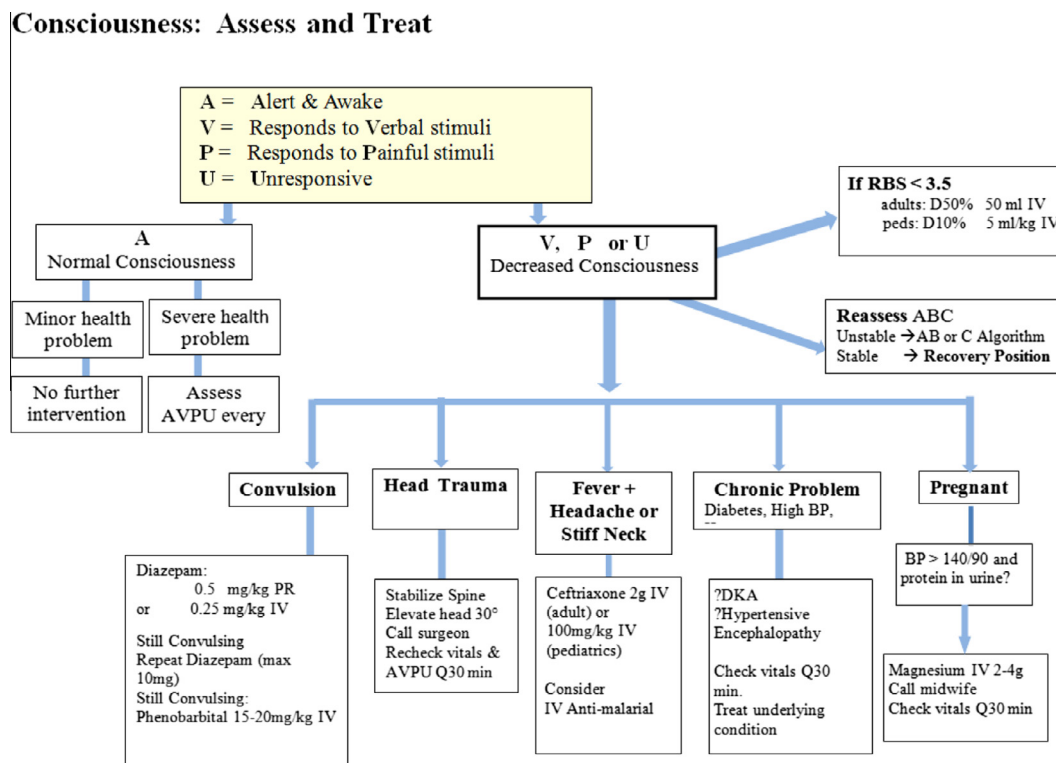 Consciousness: Assess and Treat
A = Alert & Awake
V = Responds to Verbal stimuli
P = Responds to Painful stimuli
U = Unresponsive
If RBS < 3.5
adults: D50% 50 ml IV
peds: D10% 5 ml/kg IV
A
Normal Consciousness
V, P or U
Decreased Consciousness
Minor health
problem
Severe health
problem
Reassess ABC
Unstable → AB or C Algorithm
Stable → Recovery Position
No further
intervention
Assess
AVPU every
Convulsion
Head Trauma
Fever +
Headache or
Stiff Neck
Chronic Problem
Diabetes, High BP,
Pregnant
Diazepam:
0.5 mg/kg PR
or 0.25 mg/kg IV
Still Convulsing
Repeat Diazepam (max
10mg)
Still Convulsing:
Phenobarbital 15-20mg/kg IV
Stabilize Spine
Elevate head 30°
Call surgeon
Recheck vitals &
AVPU Q30 min
Ceftriaxone 2g IV
(adult) or
100mg/kg IV
(pediatrics)
Consider
IV Anti-malarial
?DKA
?Hypertensive
Encephalopathy
Check vitals Q30
min.
Treat underlying
condition
BP > 140/90 and
protein in urine?
Magnesium IV 2-4g
Call midwife
Check vitals Q30 min